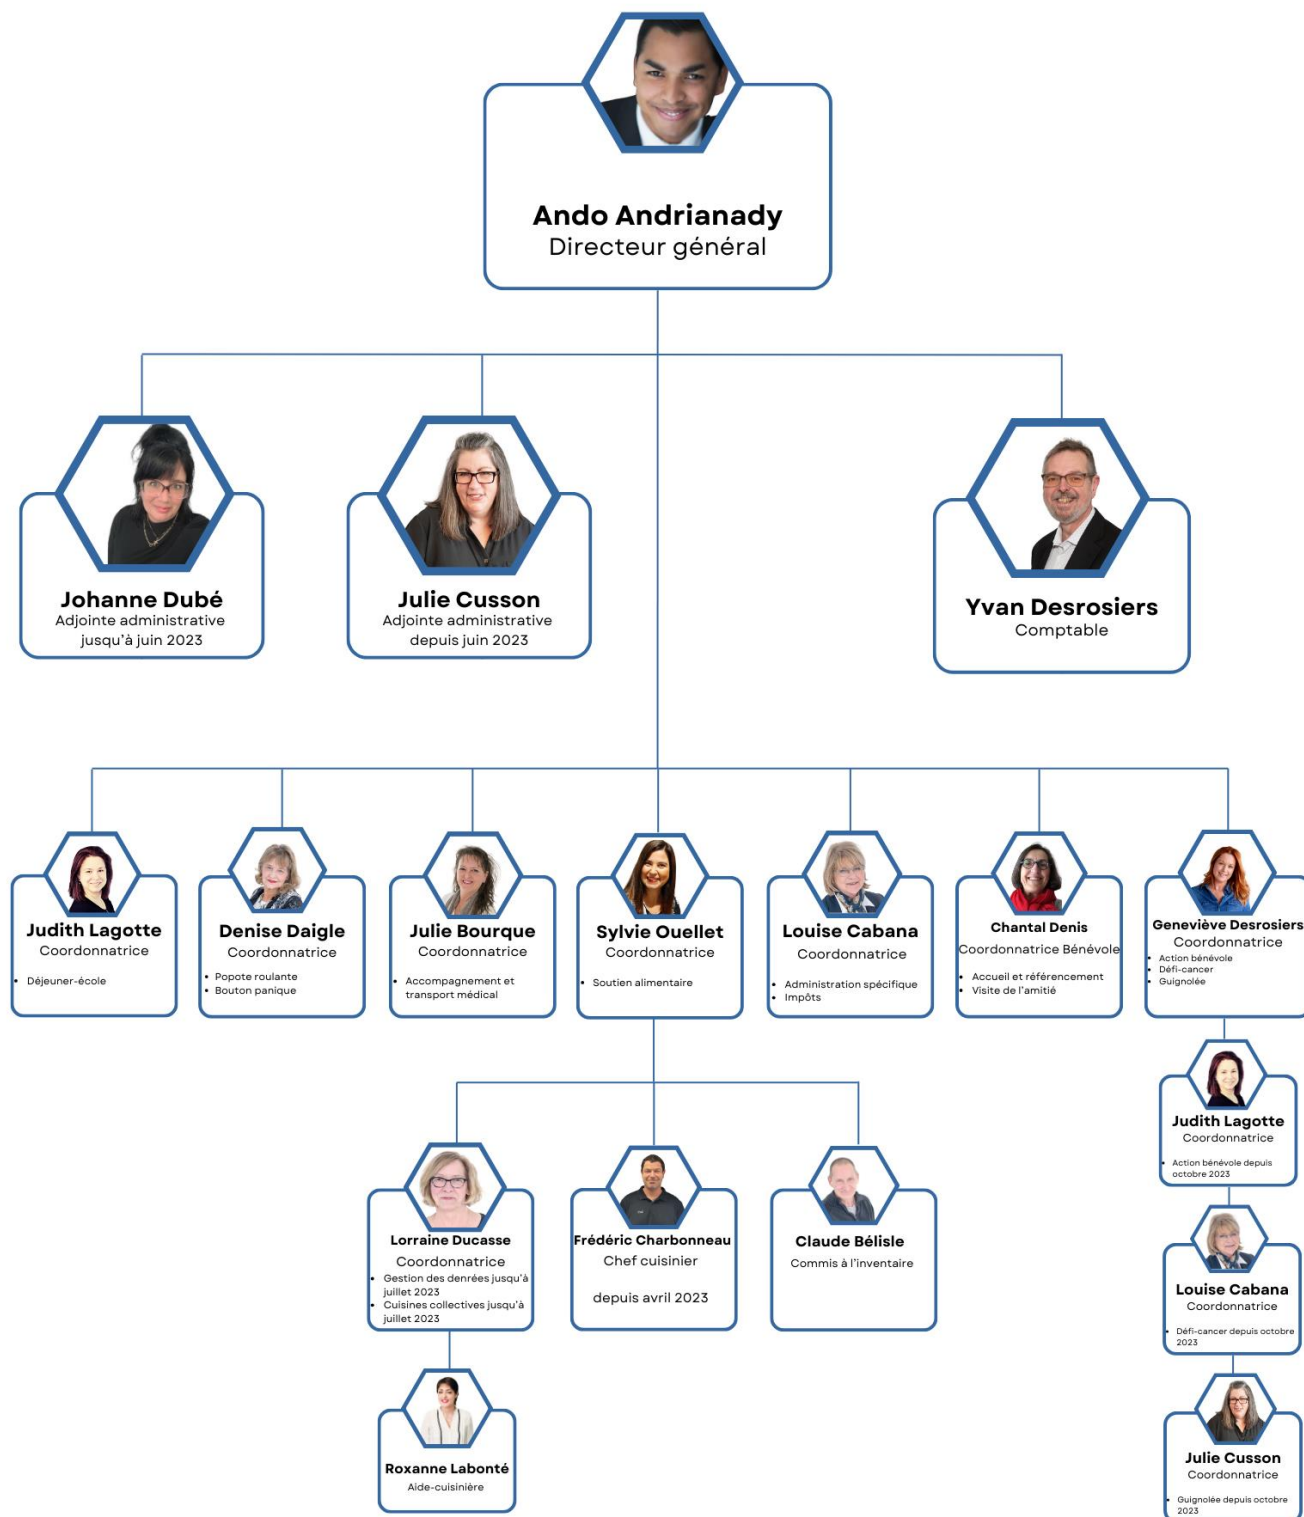 Ando Andrianady
Directeur général
Johanne Dubé
Adjointe administrative
jusqu'à juin 2023
Julie Cusson
Adjointe administrative
depuis juin 2023
Yvan Desrosiers
Comptable
Judith Lagotte
Coordonnatrice
• Déjeuner-école
Denise Daigle
Coordonnatrice
• Popote roulante
• Bouton panique
Julie Bourque
Coordonnatrice
• Accompagnement et
transport médical
Sylvie Ouellet
Coordonnatrice
• Soutien alimentaire
Louise Cabana
Coordonnatrice
• Administration spécifique
• Impôts
Chantal Denis
Coordonnatrice Bénévole
• Accueil et référencement
• Visite de l'amitié
Geneviève Desrosiers
Coordonnatrice
• Action bénévole
• Défi-cancer
• Guignolée
Judith Lagotte
Coordonnatrice
• Action bénévole depuis
octobre 2023
Lorraine Ducasse
Coordonnatrice
• Gestion des denrées jusqu'à
juillet 2023
• Cuisines collectives jusqu'à
juillet 2023
Frédéric Charbonneau
Chef cuisinier
depuis avril 2023
Claude Bélisle
Commis à l'inventaire
Louise Cabana
Coordonnatrice
• Défi-cancer depuis octobre
2023
Roxanne Labonté
Aide-cuisinière
Julie Cusson
Coordonnatrice
• Guignolée depuis octobre
2023